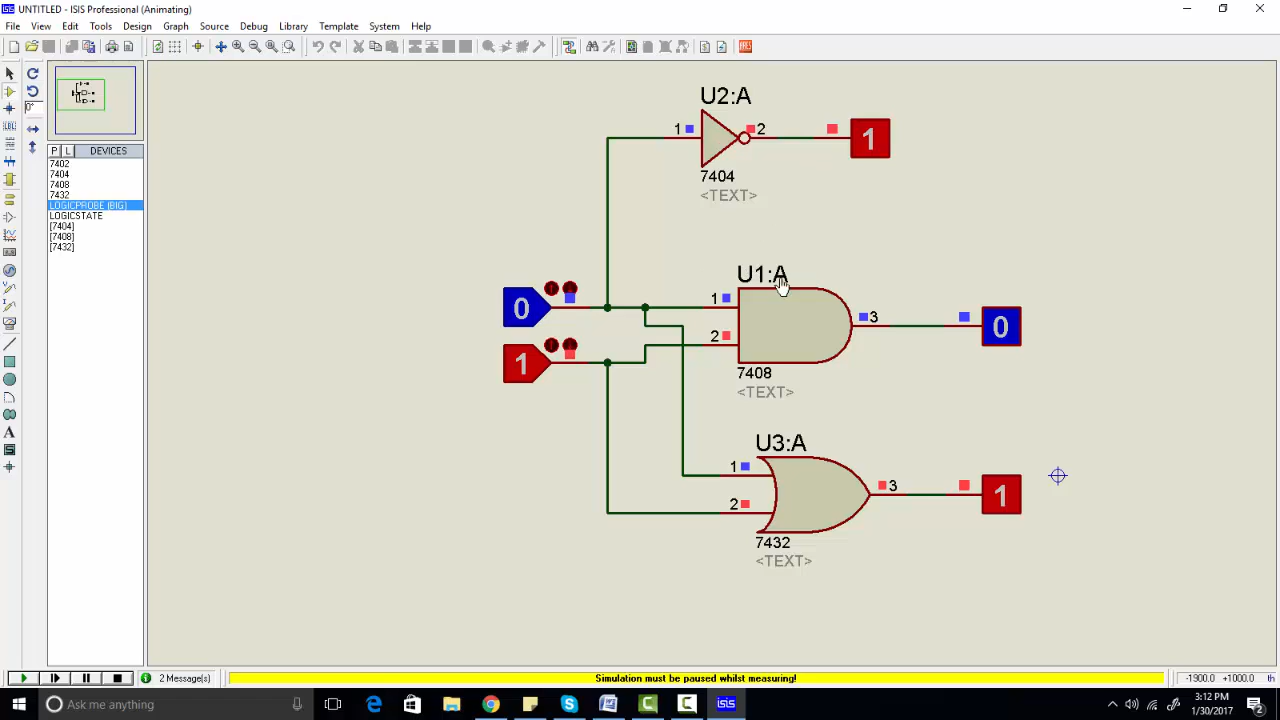 UNTITLED - ISIS Professional (Animating)
File View Edit Tools Design Graph Source Debug Library Template System Help
P L DEVICES
7402
7404
7408
7432
LOGICPROBE (BIG)
LOGICSTATE
[7404]
[7408]
[7432]
U2:A
1 2 1
7404
<TEXT>
U1:A
0 1 3 0
1 2
7408
<TEXT>
U3:A
1 3 1
2
7432
<TEXT>
2 Message(s) Simulation must be paused whilst measuring! -1900.0 +1000.0 th
Ask me anything
3:12 PM
1/30/2017